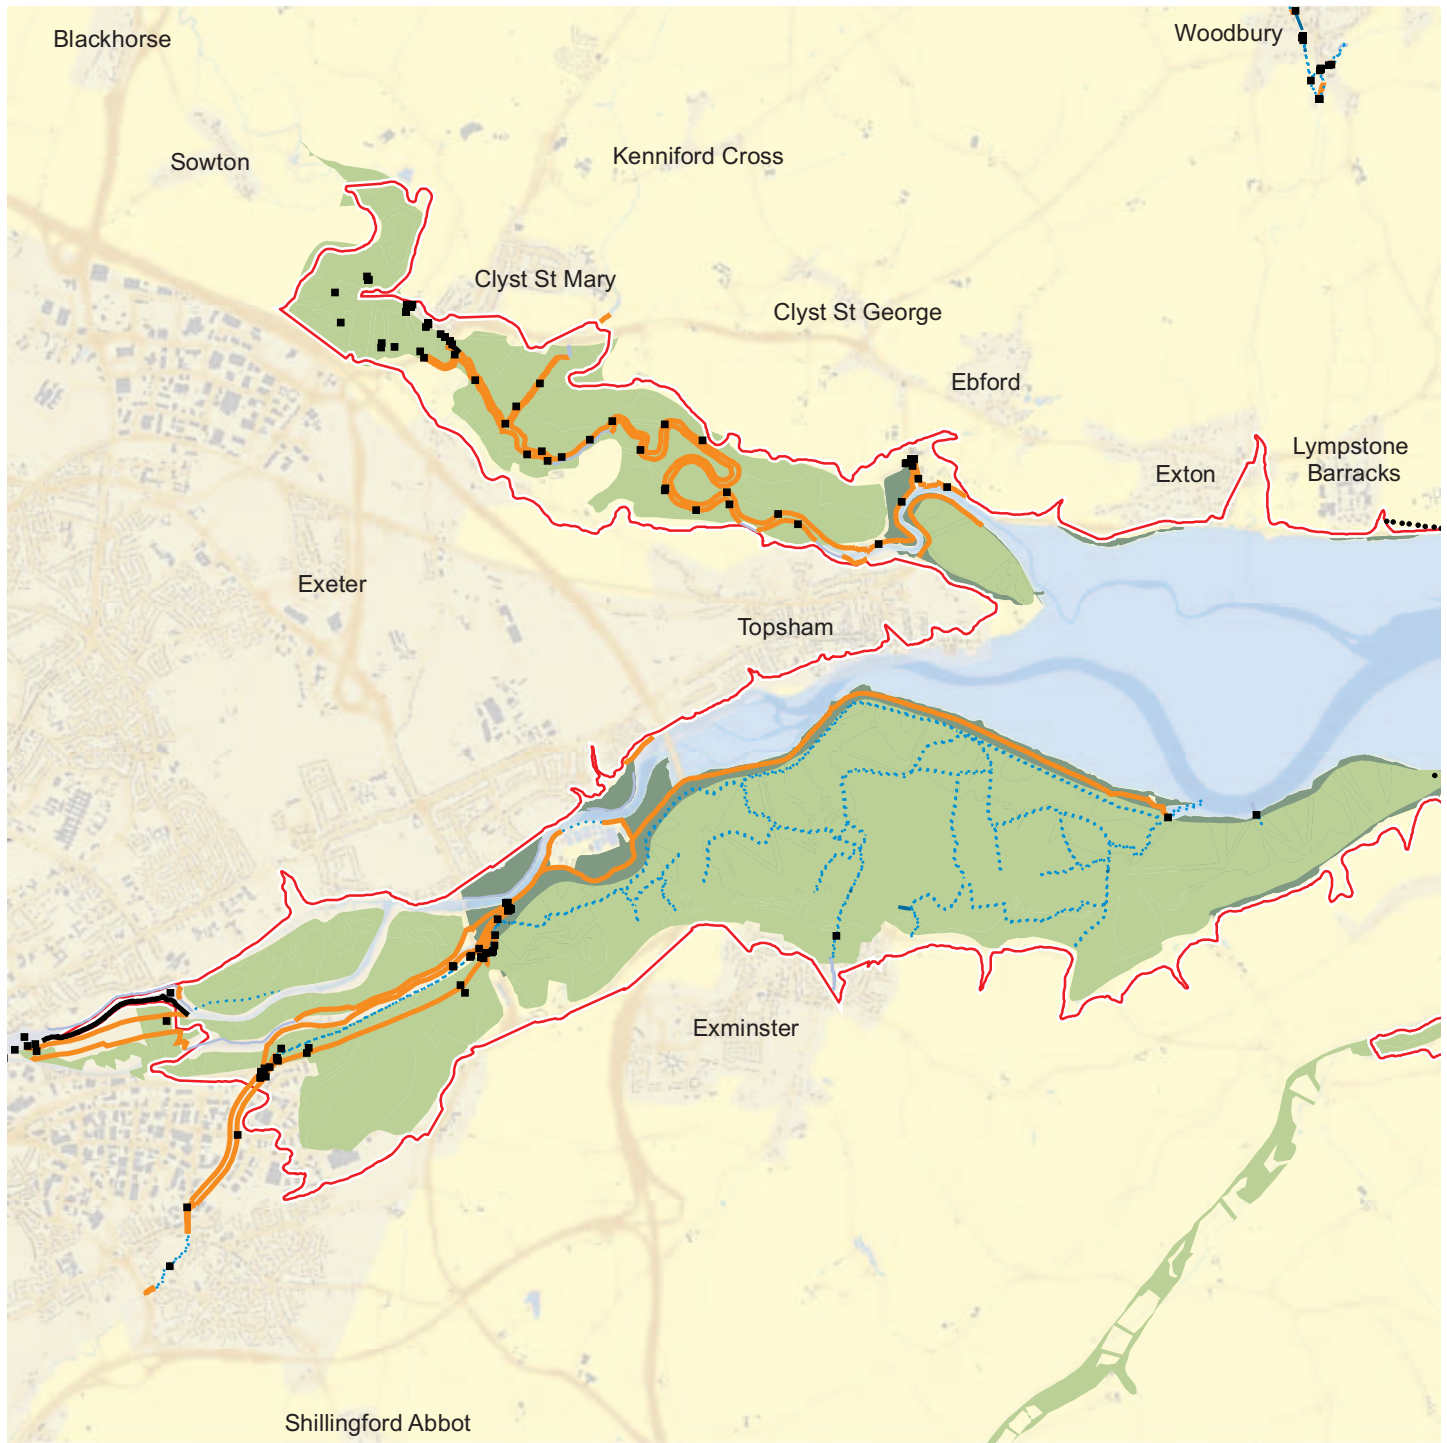 Blackhorse
Woodbury
Sowton
Kenniford Cross
Clyst St Mary
Clyst St George
Ebford
Exton
Lympstone
Barracks
Exeter
Topsham
Exminster
Shillingford Abbot